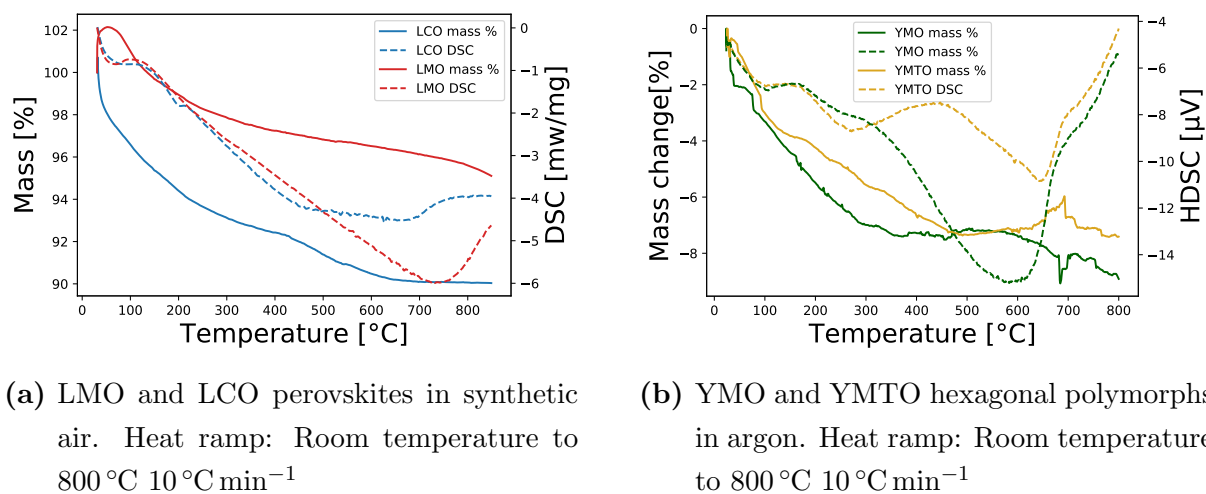 102
100
98
96
94
92
90
Mass [%]
0
−1
−2
−3
−4
−5
−6
DSC [mw/mg]
LCO mass %
LCO DSC
LMO mass %
LMO DSC
0 100 200 300 400 500 600 700 800
Temperature [°C]
0
−2
−4
−6
−8
Mass change[%]
−4
−6
−8
−10
−12
−14
HDSC [µV]
YMO mass %
YMO mass %
YMTO mass %
YMTO DSC
0 100 200 300 400 500 600 700 800
Temperature [°C]
(a) LMO and LCO perovskites in synthetic
air. Heat ramp: Room temperature to
800 °C 10 °C min⁻¹
(b) YMO and YMTO hexagonal polymorphs
in argon. Heat ramp: Room temperature
to 800 °C 10 °C min⁻¹